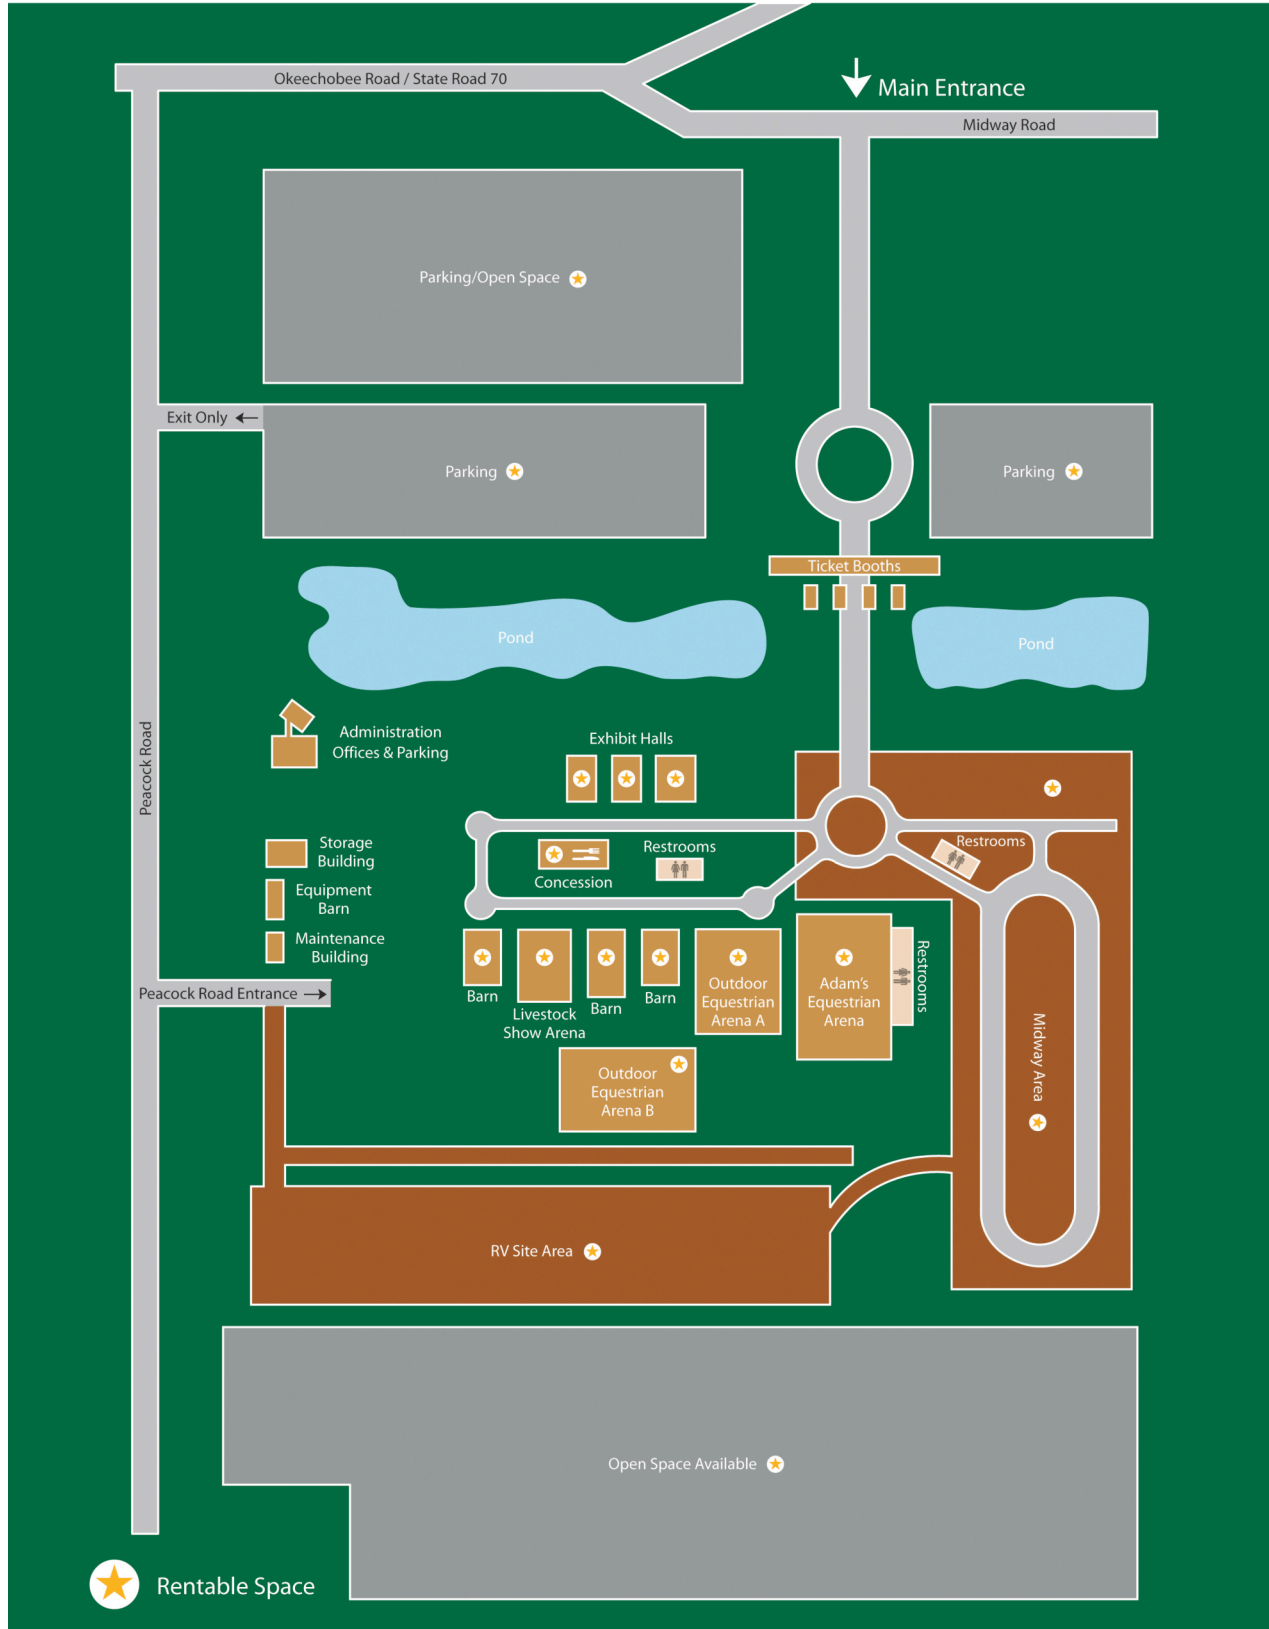 Okeechobee Road / State Road 70
Main Entrance
Midway Road
Parking/Open Space
Exit Only
Parking
Parking
Ticket Booths
Pond
Pond
Peacock Road
Administration
Offices & Parking
Exhibit Halls
Storage
Building
Equipment
Barn
Maintenance
Building
Concession
Restrooms
Restrooms
Peacock Road Entrance
Barn
Livestock
Show Arena
Barn
Barn
Outdoor
Equestrian
Arena A
Adam's
Equestrian
Arena
Restrooms
Midway Area
Outdoor
Equestrian
Arena B
RV Site Area
Open Space Available
Rentable Space